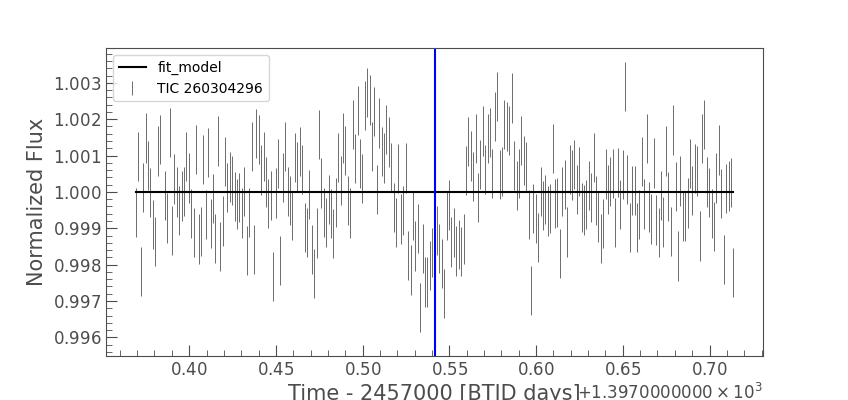 fit_model
TIC 260304296
Normalized Flux
1.003
1.002
1.001
1.000
0.999
0.998
0.997
0.996
0.40 0.45 0.50 0.55 0.60 0.65 0.70
Time - 2457000 [BTJD days]
+1.3970000000 × 10³